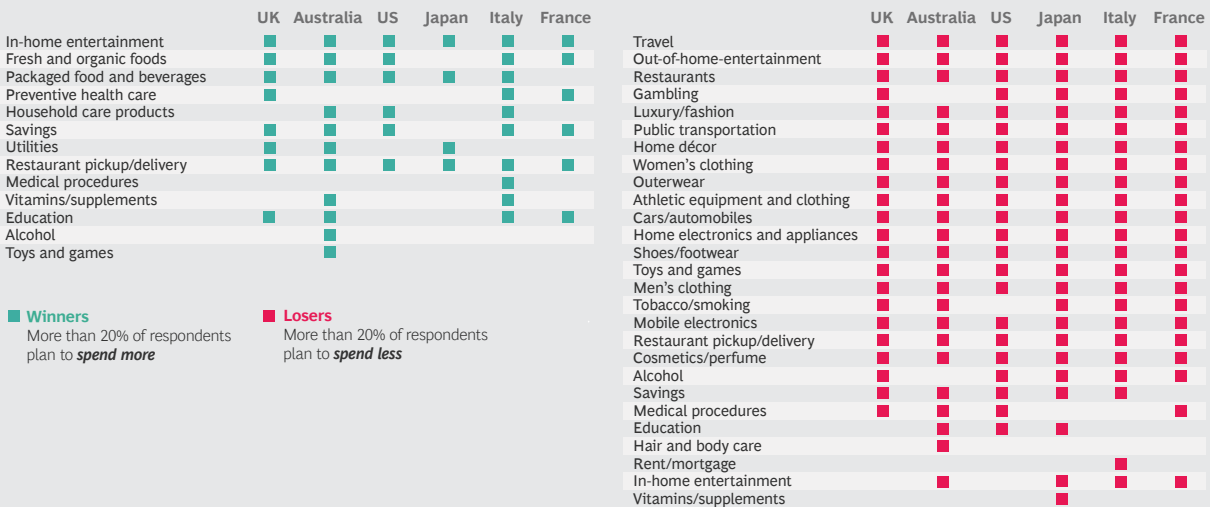 UK Australia US Japan Italy France
In-home entertainment
Fresh and organic foods
Packaged food and beverages
Preventive health care
Household care products
Savings
Utilities
Restaurant pickup/delivery
Medical procedures
Vitamins/supplements
Education
Alcohol
Toys and games
Winners
More than 20% of respondents
plan to spend more
Losers
More than 20% of respondents
plan to spend less
UK Australia US Japan Italy France
Travel
Out-of-home-entertainment
Restaurants
Gambling
Luxury/fashion
Public transportation
Home décor
Women's clothing
Outerwear
Athletic equipment and clothing
Cars/automobiles
Home electronics and appliances
Shoes/footwear
Toys and games
Men's clothing
Tobacco/smoking
Mobile electronics
Restaurant pickup/delivery
Cosmetics/perfume
Alcohol
Savings
Medical procedures
Education
Hair and body care
Rent/mortgage
In-home entertainment
Vitamins/supplements